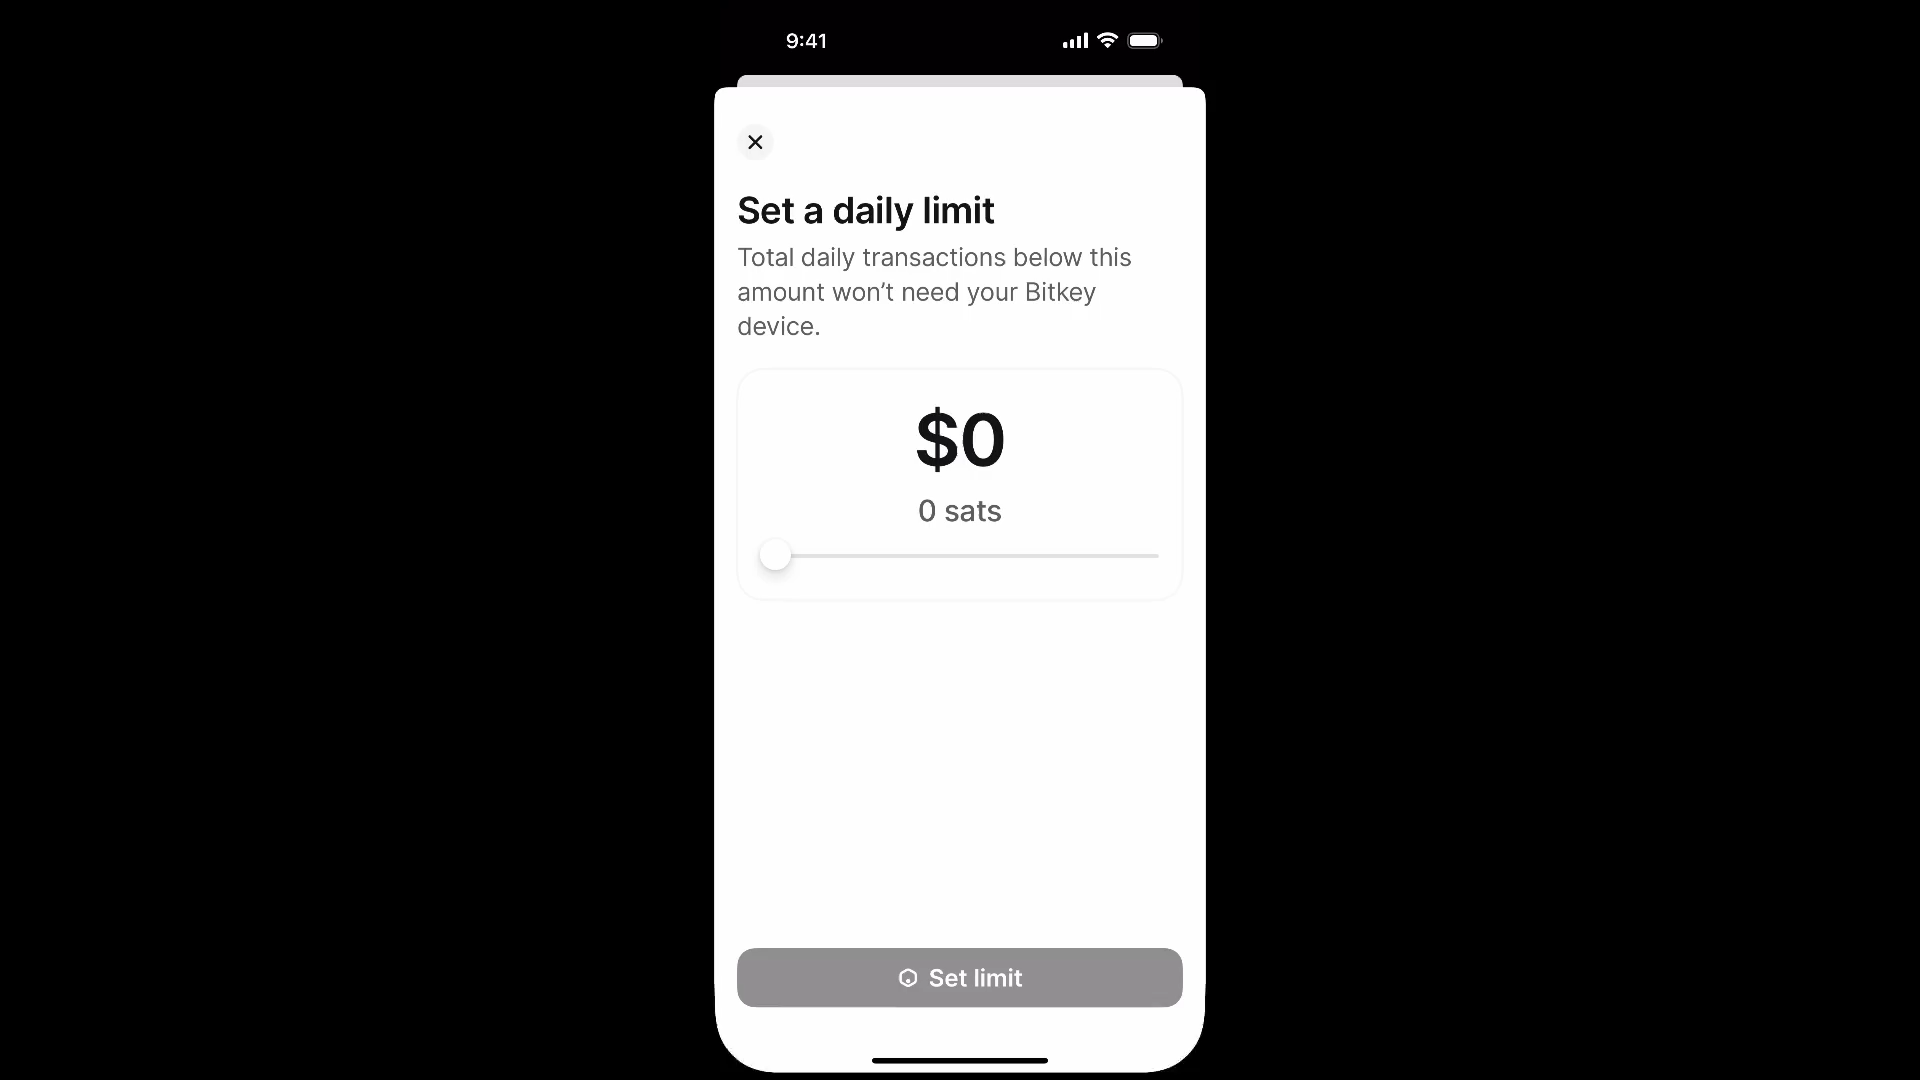 9:41
Set a daily limit
Total daily transactions below this
amount won’t need your Bitkey
device.
$0
0 sats
Set limit